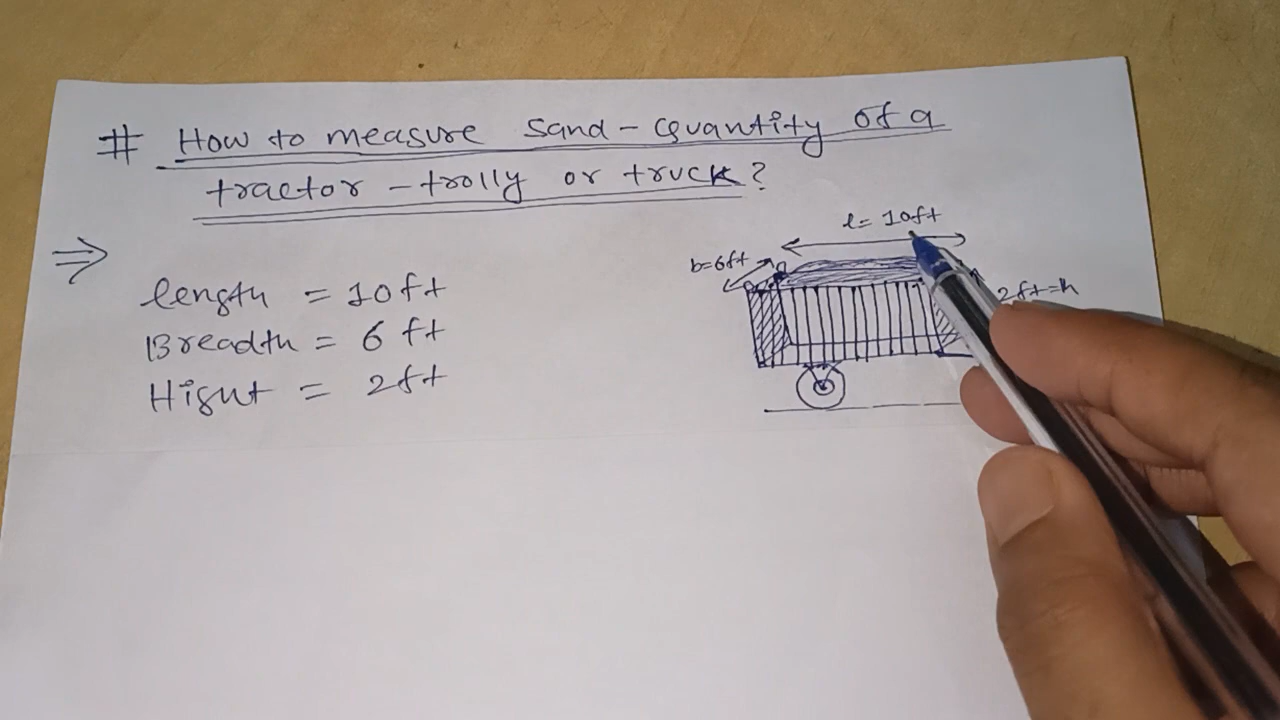 # How to measure sand-Quantity of a
tractor-trolly or truck?
⇒
l= 10ft
b=6ft
2ft=h
length = 10ft
Breadth = 6 ft
Hight = 2ft